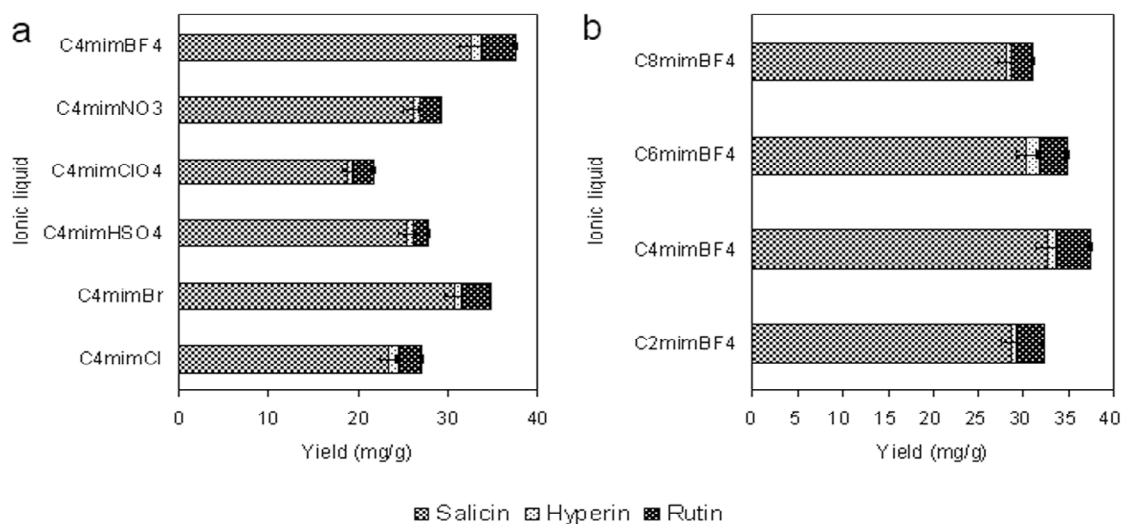 a
C4mimBF4
C4mimNO3
C4mimClO4
C4mimHSO4
C4mimBr
C4mimCl
Ionic liquid
0 10 20 30 40
Yield (mg/g)
b
C8mimBF4
C6mimBF4
C4mimBF4
C2mimBF4
Ionic liquid
0 5 10 15 20 25 30 35 40
Yield (mg/g)
Salicin Hyperin Rutin